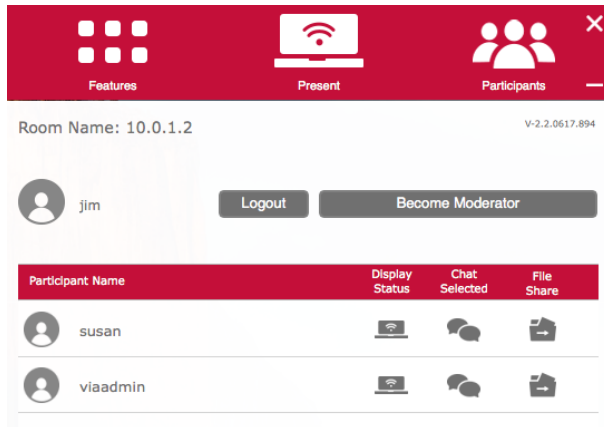 Features Present Participants
Room Name: 10.0.1.2 V-2.2.0617.894
jim Logout Become Moderator
Participant Name Display Status Chat Selected File Share
susan
viaadmin